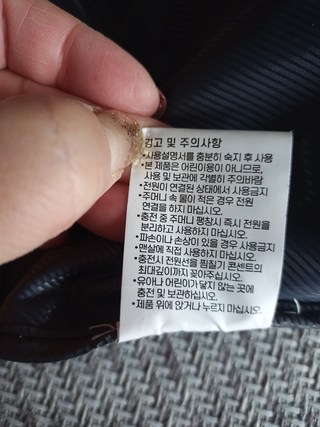 경고 및 주의사항
•사용설명서를 충분히 숙지 후 사용
•본 제품은 어린이용이 아니므로,
사용 및 보관에 각별히 주의바람
•전원이 연결된 상태에서 사용금지
•주머니 속 물이 적은 경우 전원
연결을 하지 마십시오.
•충전 중 주머니 팽창시 즉시 전원을
분리하고 사용하지 마십시오.
•파손이나 손상이 있을 경우 사용금지
•맨살에 직접 사용하지 마십시오.
•충전시 전원선을 찜질기 콘센트의
최대깊이까지 꽂아주십시오.
•유아나 어린이가 닿지 않는 곳에
충전 및 보관하십시오.
•제품 위에 앉거나 누르지 마십시오.